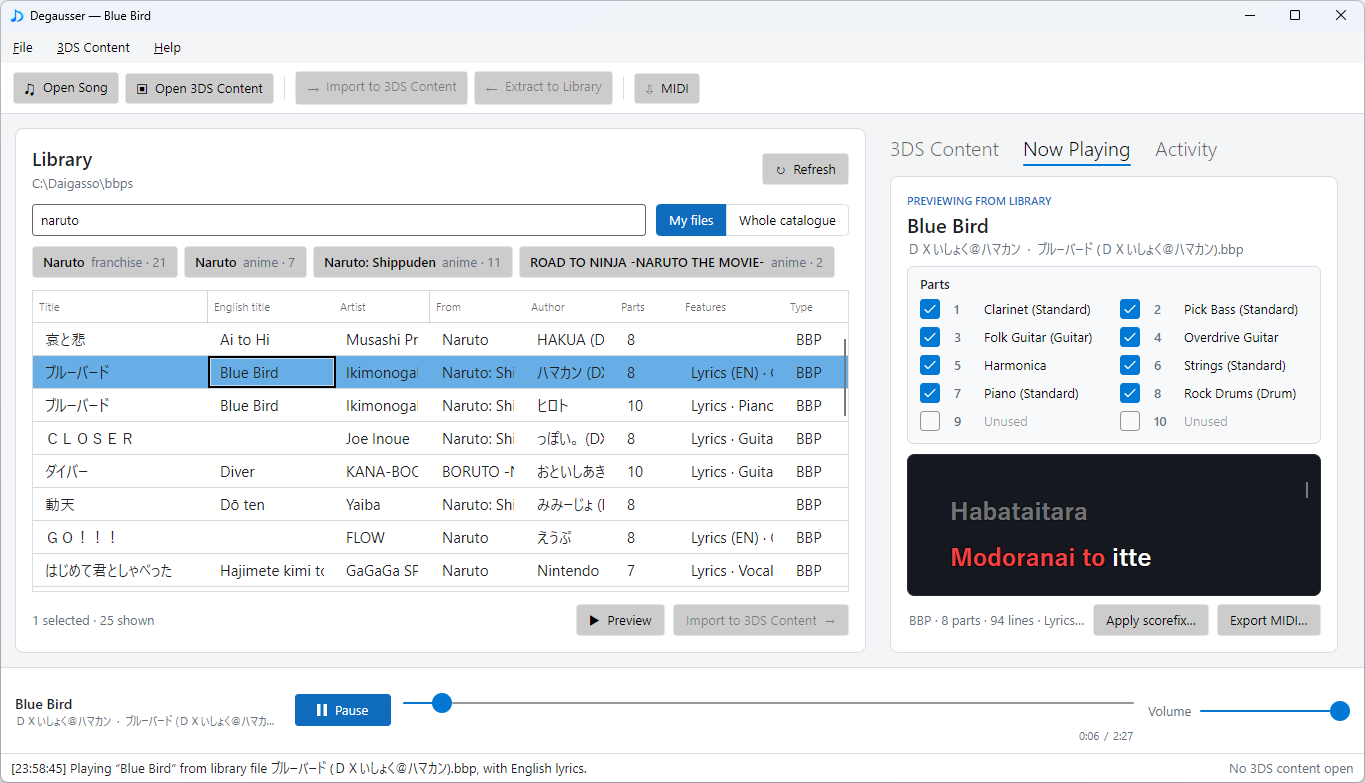 Degausser — Blue Bird
File 3DS Content Help
Open Song Open 3DS Content → Import to 3DS Content ← Extract to Library ⇩ MIDI
Library
C:\Daigasso\bbps
Refresh
naruto
My files Whole catalogue
Naruto franchise · 21 Naruto anime · 7 Naruto: Shippuden anime · 11 ROAD TO NINJA -NARUTO THE MOVIE- anime · 2
Title English title Artist From Author Parts Features Type
哀と悲 Ai to Hi Musashi Pr Naruto HAKUA (D 8 BBP
ブルーバード Blue Bird Ikimonogal Naruto: Shi ハマカン (DX 8 Lyrics (EN) · BBP
ブルーバード Blue Bird Ikimonogal Naruto: Shi ヒロト 10 Lyrics · Piano BBP
ＣＬＯＳＥＲ Joe Inoue Naruto: Shi っぽい。(DX 8 Lyrics · Guita BBP
ダイバー Diver KANA-BOO BORUTO -N おといしあき 10 Lyrics · Guita BBP
動天 Dō ten Yaiba Naruto: Shi みみーじょ (I 8 BBP
ＧＯ！！！ FLOW Naruto えうぷ 8 Lyrics (EN) · BBP
はじめて君としゃべった Hajimete kimi to GaGaGa SP Naruto Nintendo 7 Lyrics · Vocal BBP
1 selected · 25 shown
Preview Import to 3DS Content →
3DS Content Now Playing Activity
PREVIEWING FROM LIBRARY
Blue Bird
ＤＸいしょく＠ハマカン · ブルーバード (ＤＸいしょく＠ハマカン).bbp
Parts
1 Clarinet (Standard) 2 Pick Bass (Standard)
3 Folk Guitar (Guitar) 4 Overdrive Guitar
5 Harmonica 6 Strings (Standard)
7 Piano (Standard) 8 Rock Drums (Drum)
9 Unused 10 Unused
Habataitara
Modoranai to itte
BBP · 8 parts · 94 lines · Lyrics... Apply scorefix... Export MIDI...
Blue Bird
ＤＸいしょく＠ハマカン · ブルーバード (ＤＸいしょく＠ハマカ...
Pause
0:06 / 2:27
Volume
[23:58:45] Playing “Blue Bird” from library file ブルーバード (ＤＸいしょく＠ハマカン).bbp, with English lyrics.
No 3DS content open